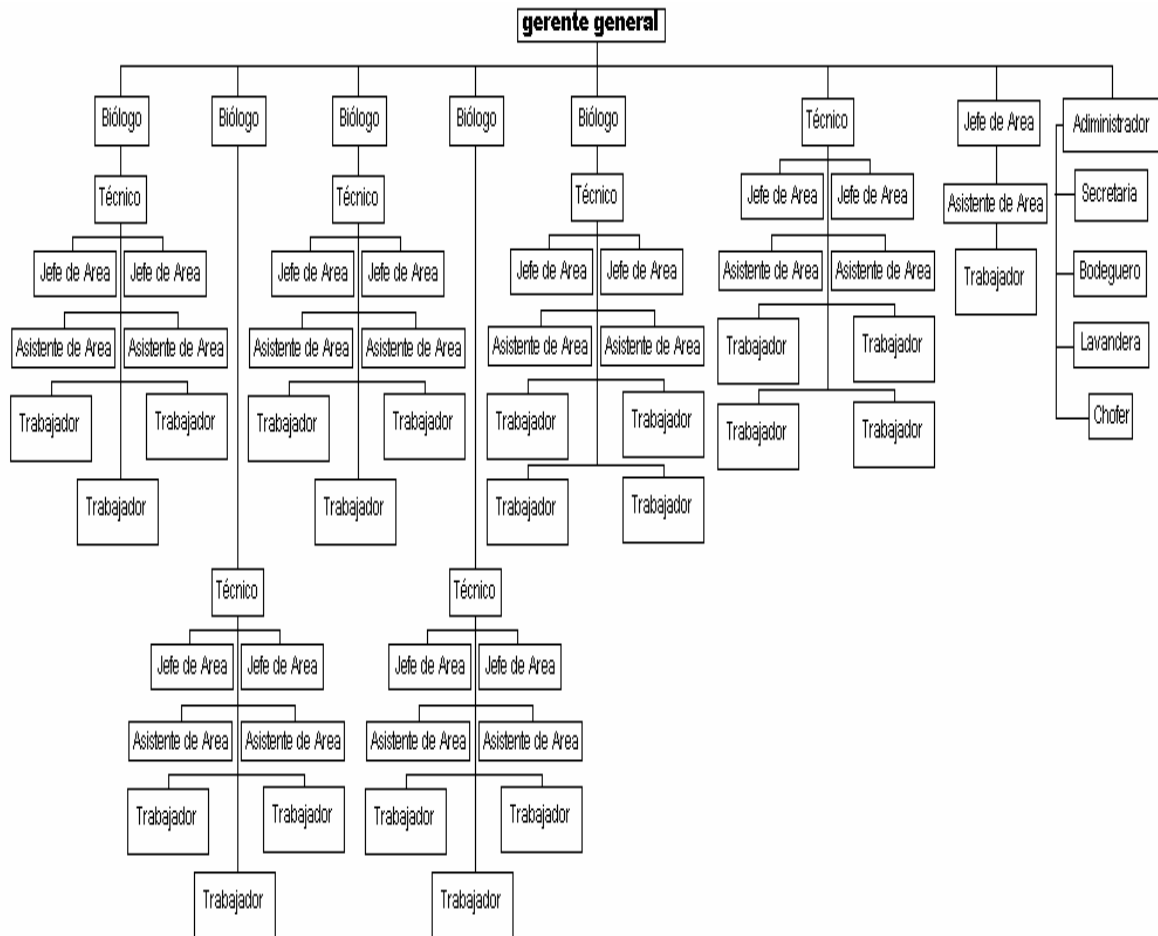 gerente general
Biólogo
Biólogo
Biólogo
Biólogo
Biólogo
Técnico
Jefe de Area
Adiministrador
Técnico
Técnico
Técnico
Jefe de Area
Jefe de Area
Asistente de Area
Secretaria
Jefe de Area
Jefe de Area
Jefe de Area
Jefe de Area
Jefe de Area
Jefe de Area
Asistente de Area
Asistente de Area
Trabajador
Bodeguero
Asistente de Area
Asistente de Area
Asistente de Area
Asistente de Area
Asistente de Area
Asistente de Area
Trabajador
Trabajador
Lavandera
Trabajador
Trabajador
Trabajador
Trabajador
Trabajador
Trabajador
Trabajador
Trabajador
Chofer
Trabajador
Trabajador
Trabajador
Trabajador
Técnico
Técnico
Jefe de Area
Jefe de Area
Jefe de Area
Jefe de Area
Asistente de Area
Asistente de Area
Asistente de Area
Asistente de Area
Trabajador
Trabajador
Trabajador
Trabajador
Trabajador
Trabajador